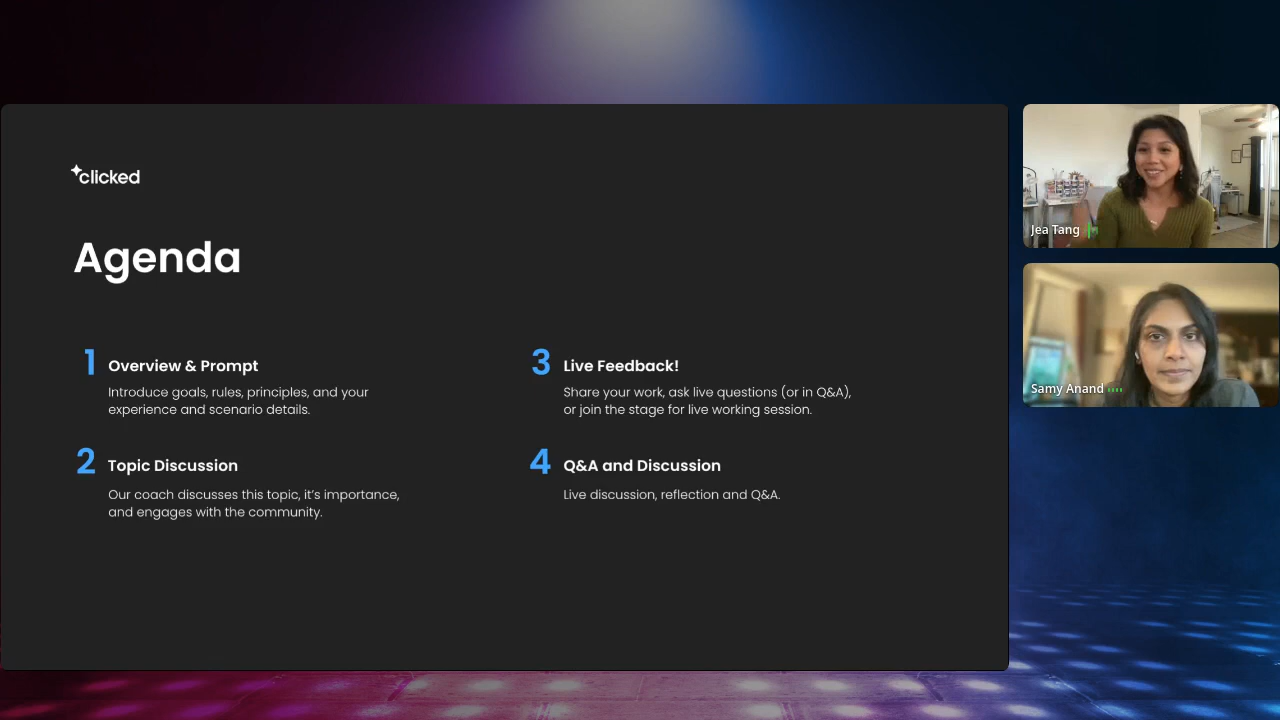 clicked
Agenda
1 Overview & Prompt
Introduce goals, rules, principles, and your
experience and scenario details.
2 Topic Discussion
Our coach discusses this topic, it’s importance,
and engages with the community.
3 Live Feedback!
Share your work, ask live questions (or in Q&A),
or join the stage for live working session.
4 Q&A and Discussion
Live discussion, reflection and Q&A.
Jea Tang
Samy Anand